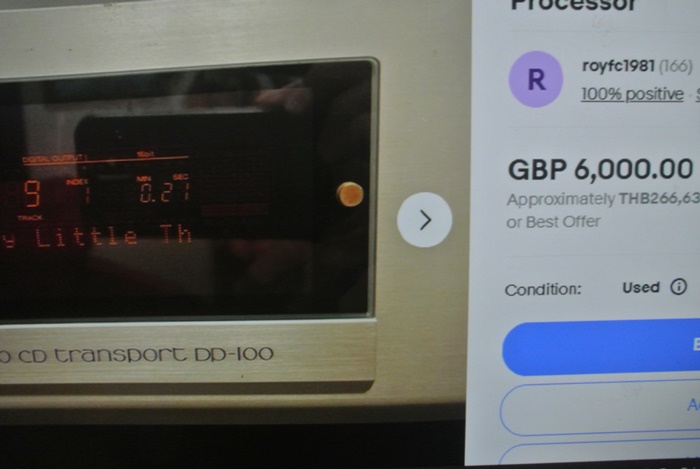 DIGITAL OUTPUT
16bit
9 INDEX 1 MIN 0.21 SEC
TRACK
y Little Th
o CD transport DD-100
Processor
R
royfc1981 (166)
100% positive
GBP 6,000.00
Approximately THB266,63
or Best Offer
Condition: Used